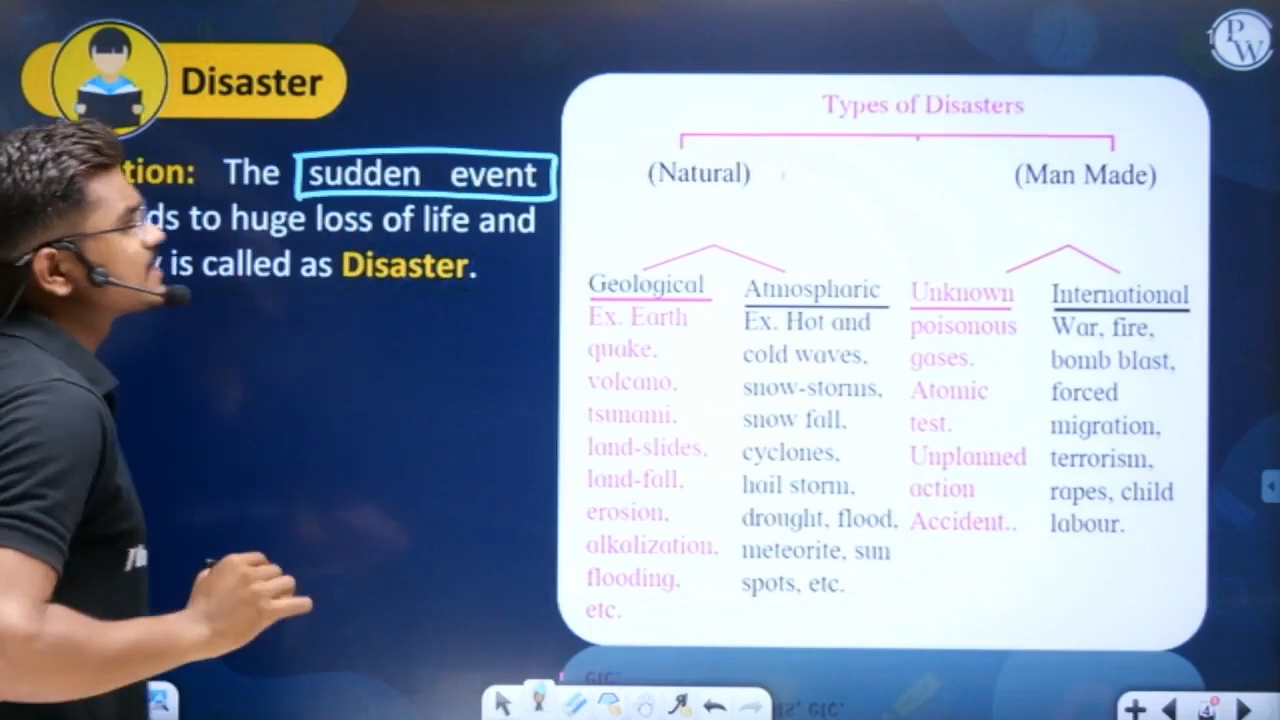 Disaster
tion: The sudden event
ds to huge loss of life and
is called as Disaster.
PW
Types of Disasters
(Natural)
(Man Made)
Geological
Ex. Earth
quake,
volcano,
tsunami,
land-slides,
land-fall,
erosion,
alkalization,
flooding,
etc.
Atmospharic
Ex. Hot and
cold waves,
snow-storms,
snow fall,
cyclones,
hail storm,
drought, flood,
meteorite, sun
spots, etc.
Unknown
poisonous
gases.
Atomic
test.
Unplanned
action
Accident..
International
War, fire,
bomb blast,
forced
migration,
terrorism,
rapes, child
labour.
etc.
4